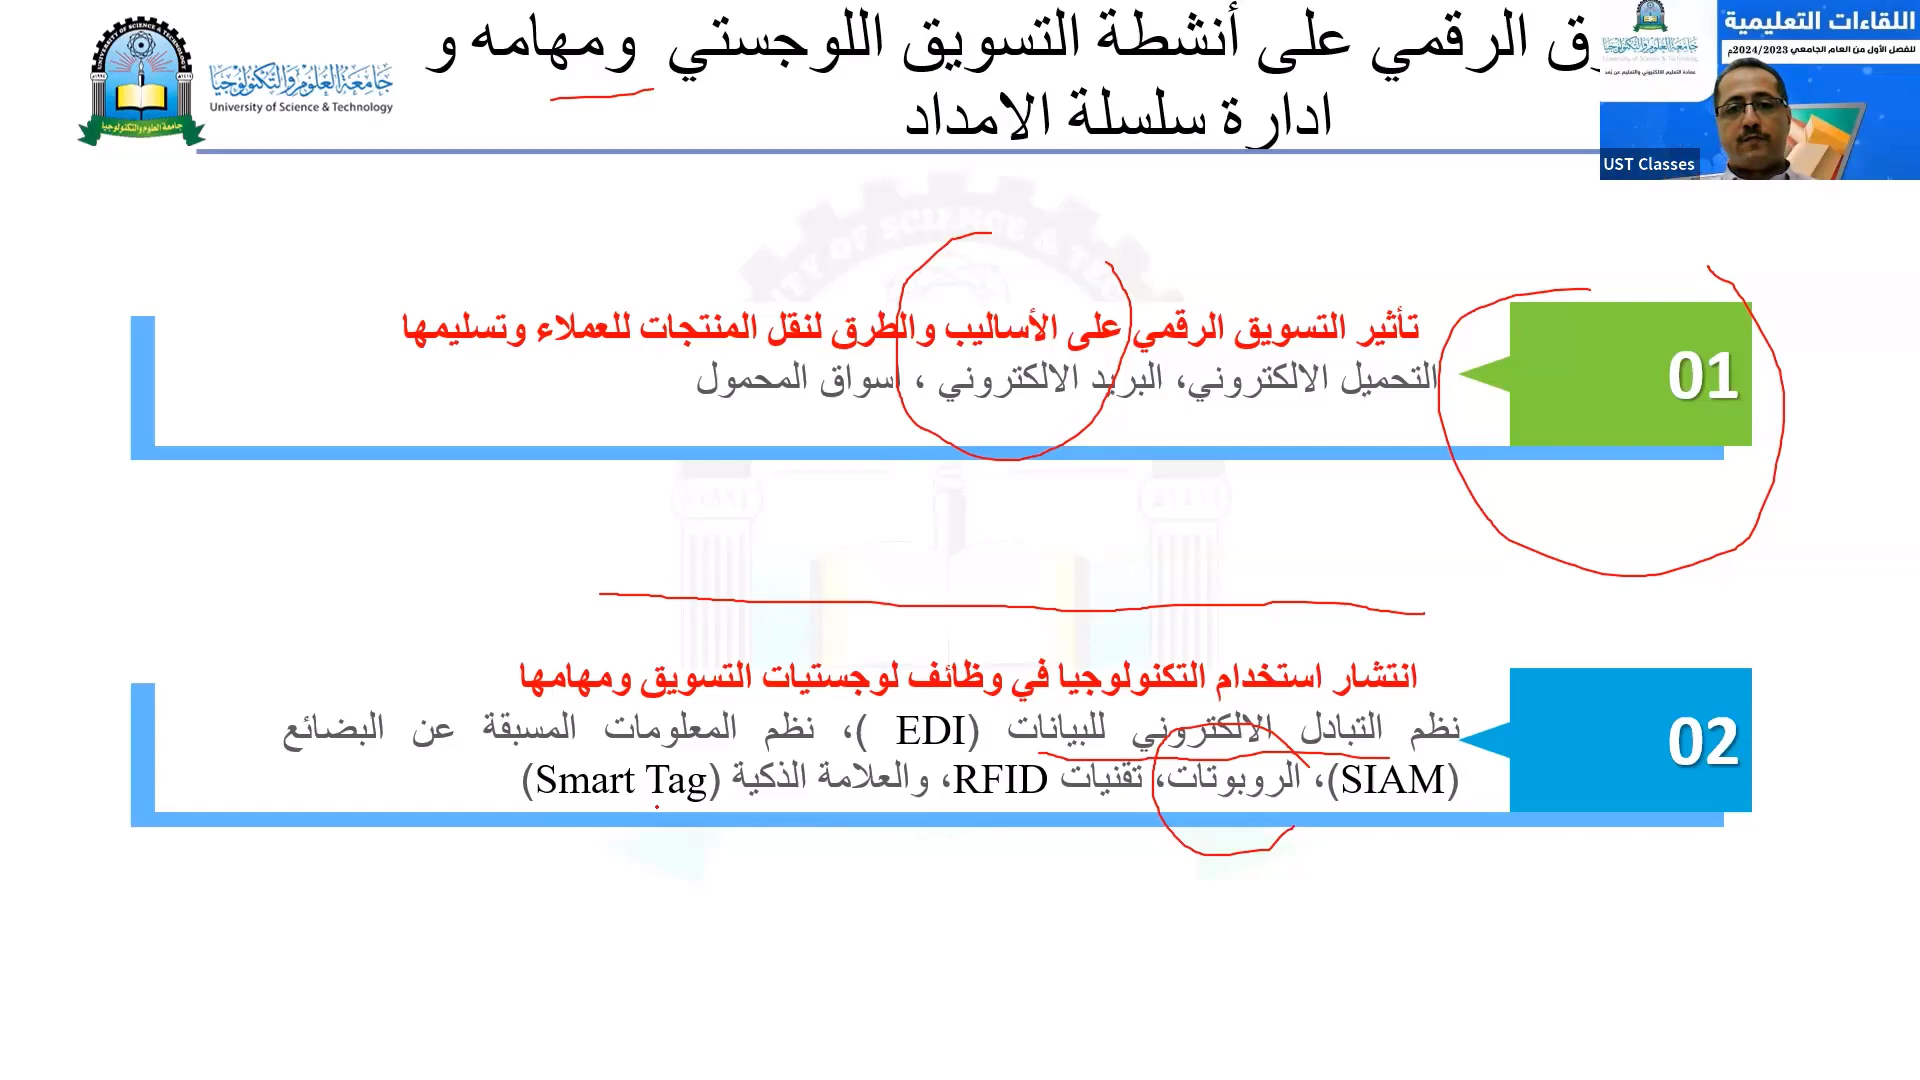 الرقمي على أنشطة التسويق اللوجستي ومهامه و
ادارة سلسلة الامداد
جامعة العلوم والتكنولوجيا
University of Science & Technology
اللقاءات التعليمية
للفصل الأول من العام الجامعي 2024/2023م
UST Classes
01
تأثير التسويق الرقمي على الأساليب والطرق لنقل المنتجات للعملاء وتسليمها
التحميل الالكتروني، البريد الالكتروني ، اسواق المحمول
02
انتشار استخدام التكنولوجيا في وظائف لوجستيات التسويق ومهامها
نظم التبادل الالكتروني للبيانات (EDI )، نظم المعلومات المسبقة عن البضائع
(SIAM)، الروبوتات، تقنيات RFID، والعلامة الذكية (Smart Tag)